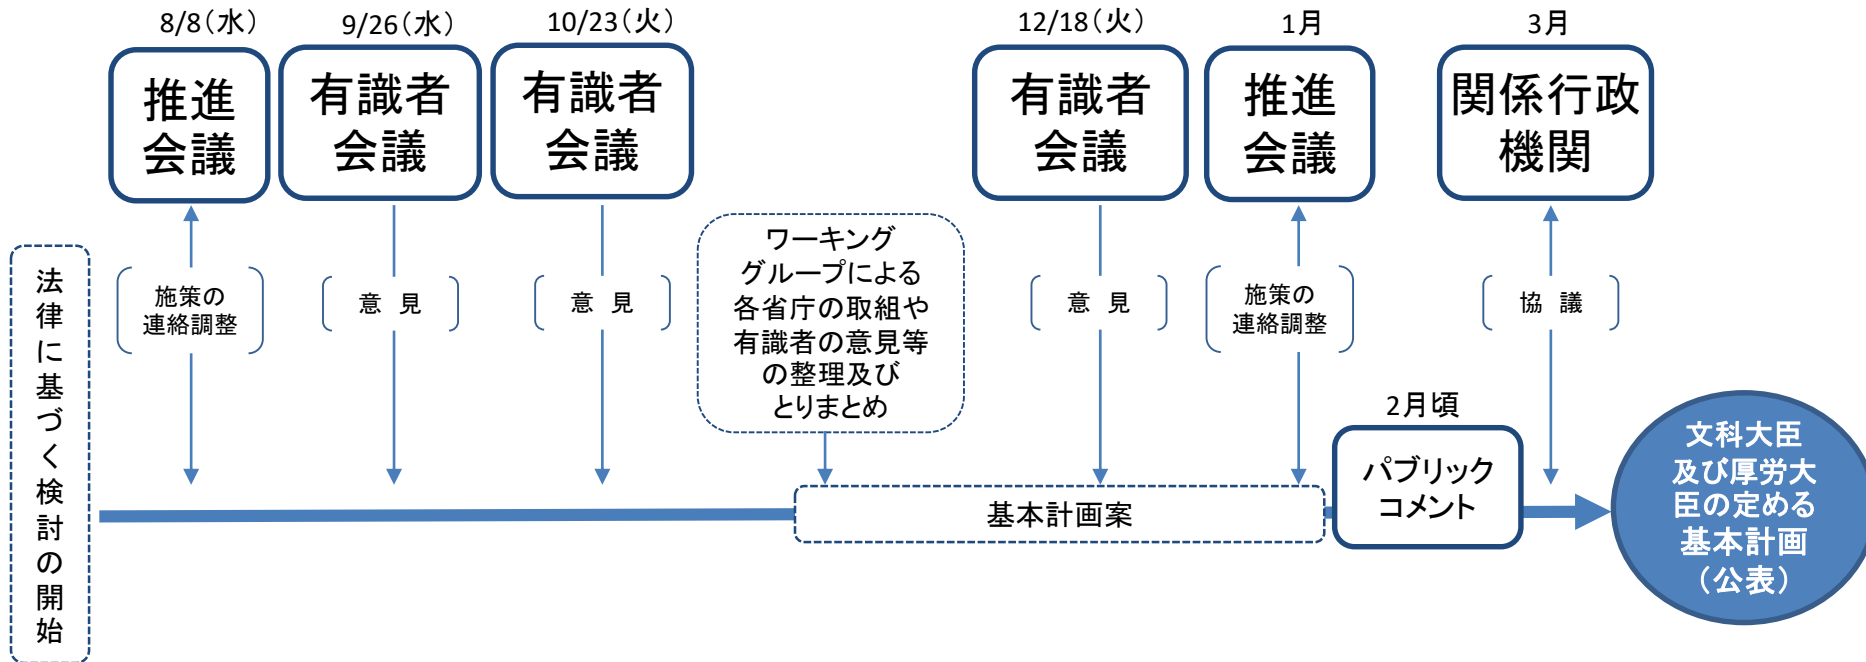 8/8（水）
推進
会議
施策の
連絡調整
9/26（水）
有識者
会議
意 見
10/23（火）
有識者
会議
意 見
ワーキング
グループによる
各省庁の取組や
有識者の意見等
の整理及び
とりまとめ
12/18（火）
有識者
会議
意 見
1月
推進
会議
施策の
連絡調整
3月
関係行政
機関
協 議
法律に基づく検討の開始
基本計画案
2月頃
パブリック
コメント
文科大臣
及び厚労大
臣の定める
基本計画
（公表）